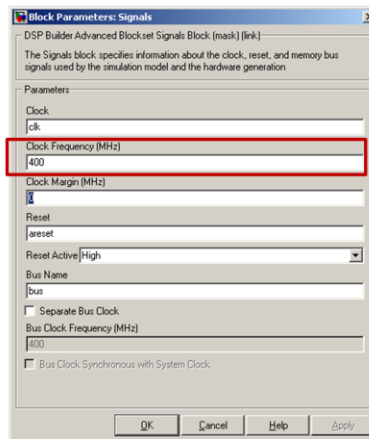 Block Parameters: Signals
DSP Builder Advanced Blockset Signals Block (mask) (link)
The Signals block specifies information about the clock, reset, and memory bus
signals used by the simulation model and the hardware generation
Parameters
Clock
clk
Clock Frequency (MHz)
400
Clock Margin (MHz)
0
Reset
areset
Reset Active High
Bus Name
bus
Separate Bus Clock
Bus Clock Frequency (MHz)
400
Bus Clock Synchronous with System Clock
OK Cancel Help Apply